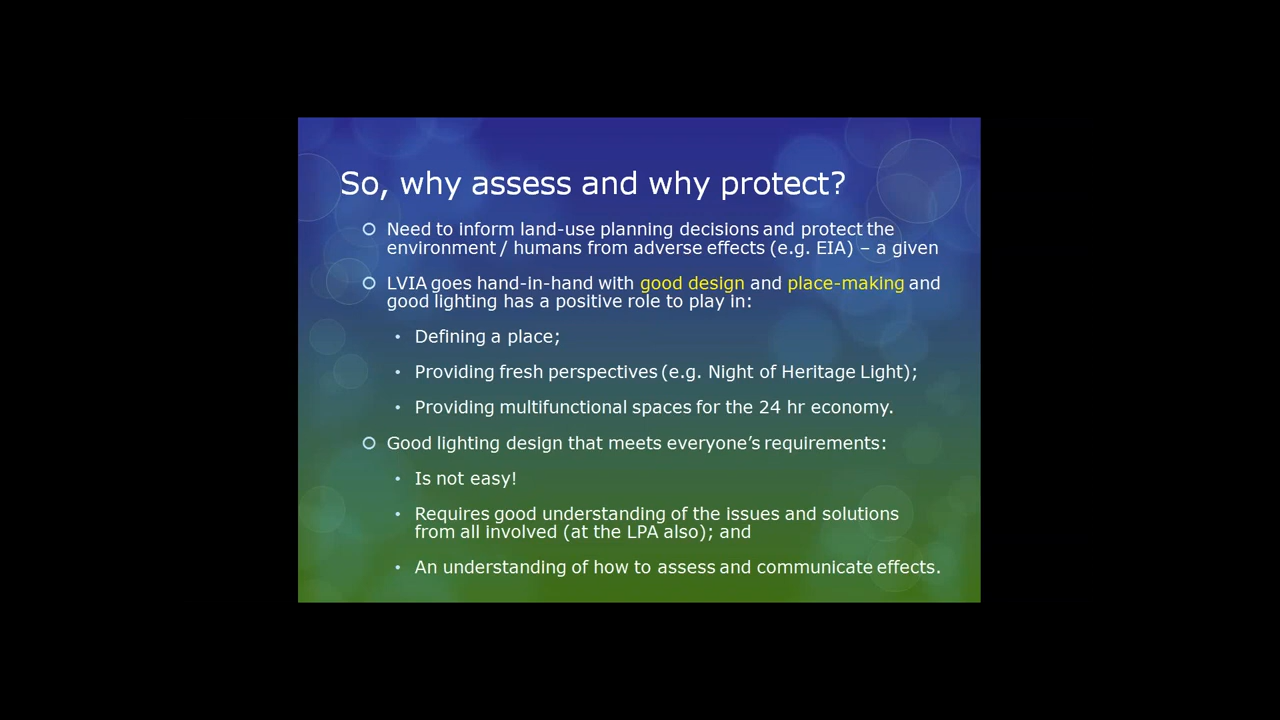 So, why assess and why protect?
Need to inform land-use planning decisions and protect the
environment / humans from adverse effects (e.g. EIA) – a given
LVIA goes hand-in-hand with good design and place-making and
good lighting has a positive role to play in:
• Defining a place;
• Providing fresh perspectives (e.g. Night of Heritage Light);
• Providing multifunctional spaces for the 24 hr economy.
Good lighting design that meets everyone’s requirements:
• Is not easy!
• Requires good understanding of the issues and solutions
from all involved (at the LPA also); and
• An understanding of how to assess and communicate effects.